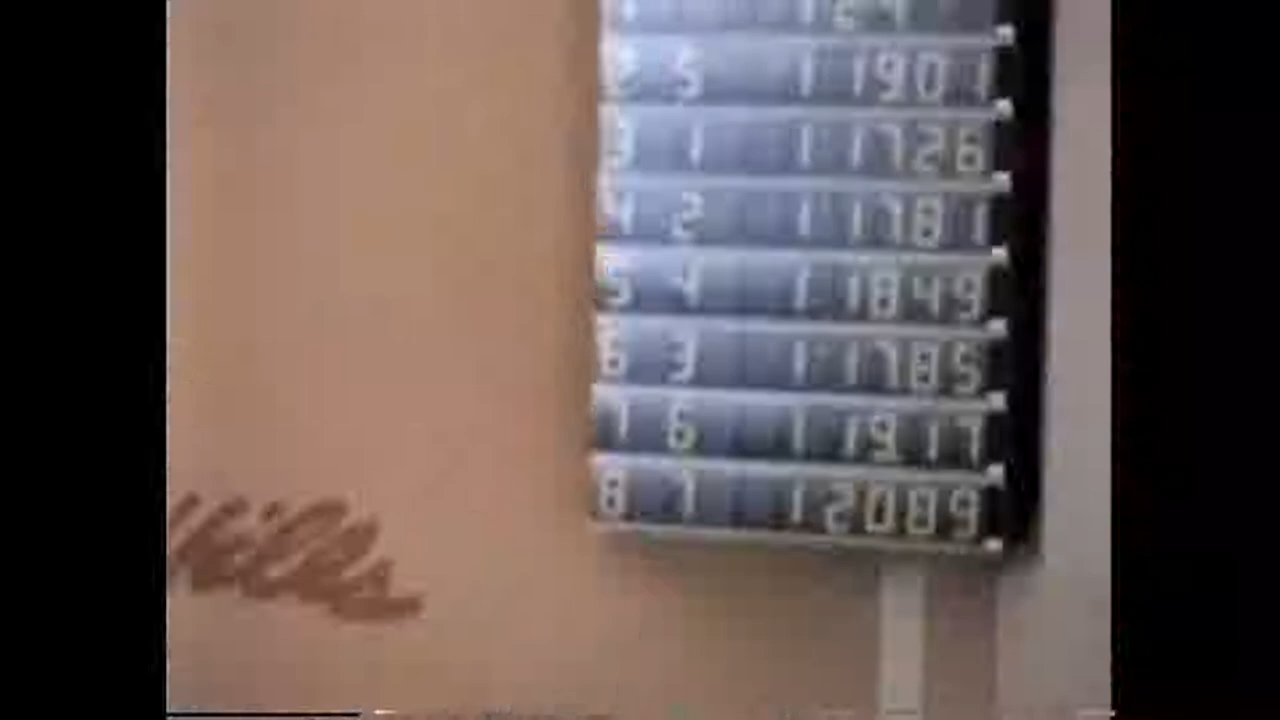 2 5 1 1901
3 1 1 1726
4 2 1 1781
5 4 1 1849
6 3 1 1785
7 6 1 1917
8 7 1 2089
Hills